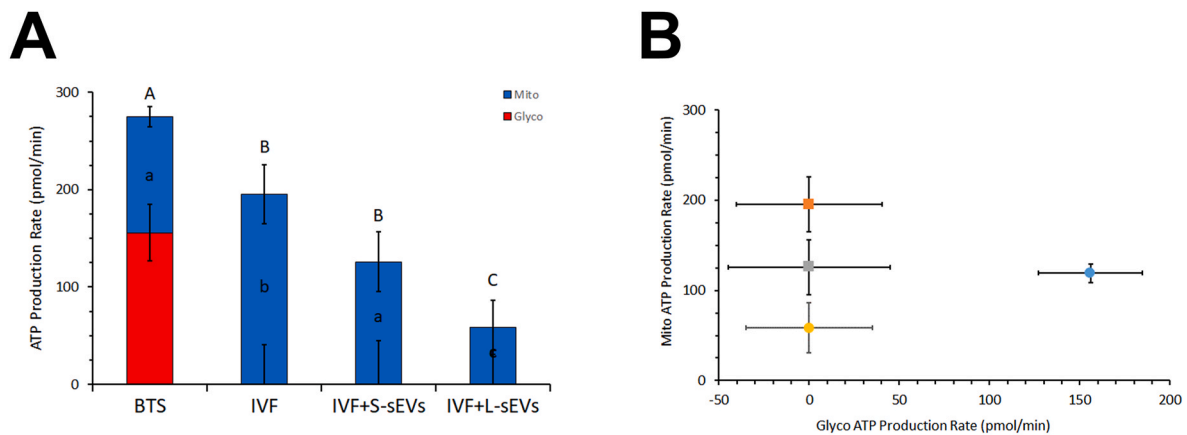 A
B
ATP Production Rate (pmol/min)
300
200
100
0
A
a
B
b
B
a
C
c
Mito
Glyco
BTS
IVF
IVF+S-sEVs
IVF+L-sEVs
Mito ATP Production Rate (pmol/min)
300
200
100
0
-50
0
50
100
150
200
Glyco ATP Production Rate (pmol/min)